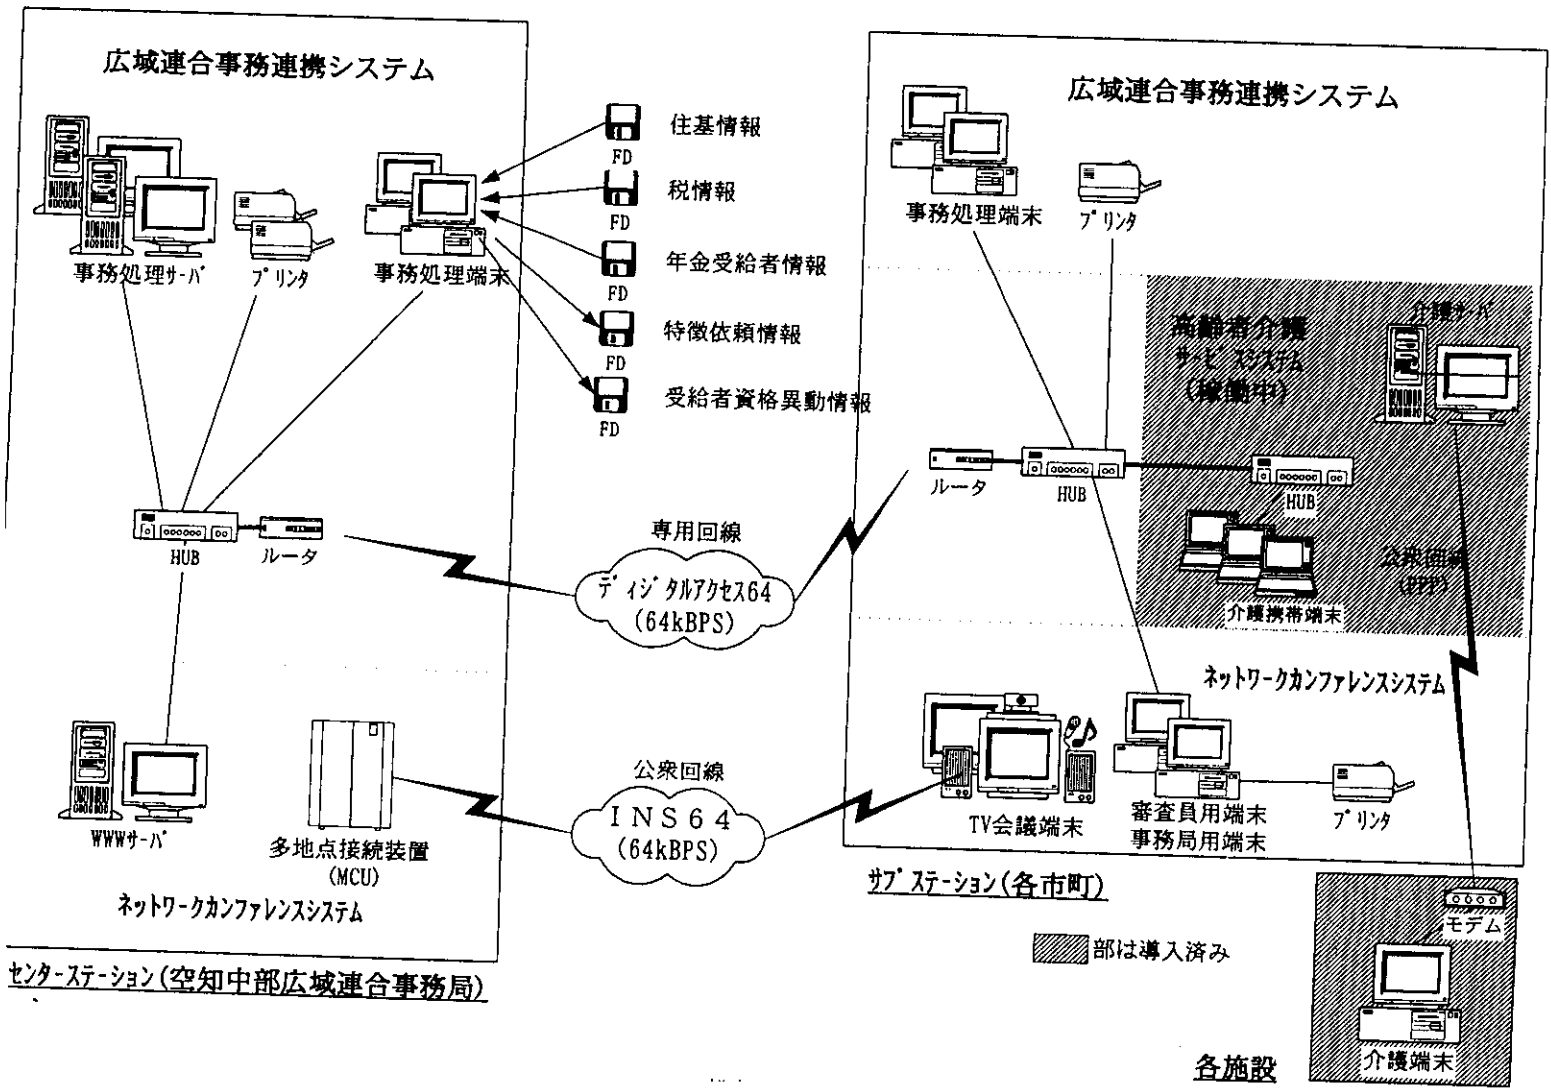 広域連合事務連携システム
事務処理サーバ
プリンタ
事務処理端末
FD
住基情報
FD
税情報
FD
年金受給者情報
FD
特徴依頼情報
FD
受給者資格異動情報
HUB
ルータ
専用回線
ディジタルアクセス64
(64kBPS)
WWWサーバ
多地点接続装置
(MCU)
ネットワークカンファレンスシステム
公衆回線
INS64
(64kBPS)
センターステーション(空知中部広域連合事務局)
広域連合事務連携システム
事務処理端末
プリンタ
高齢者介護
サービスシステム
(稼働中)
介護サーバ
ルータ
HUB
HUB
介護携帯端末
公衆回線
(PPP)
ネットワークカンファレンスシステム
TV会議端末
審査員用端末
事務局用端末
プリンタ
サブステーション(各市町)
部は導入済み
モデム
介護端末
各施設